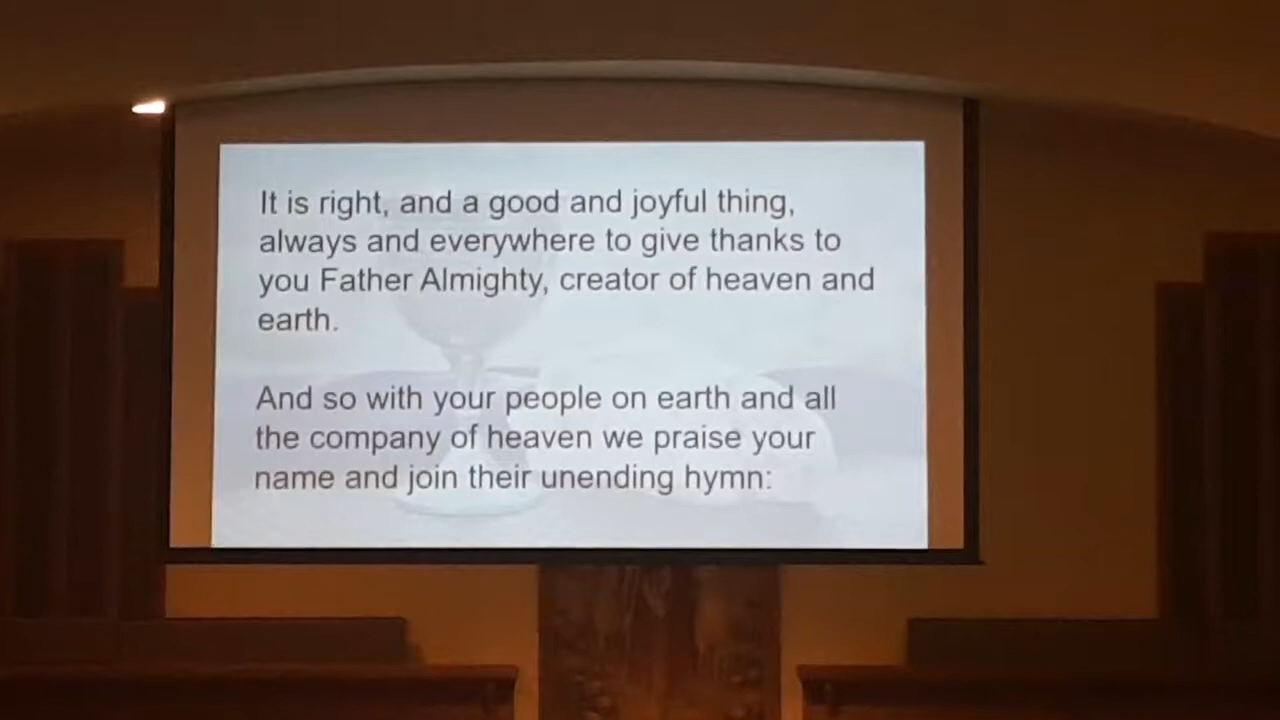 It is right, and a good and joyful thing,
always and everywhere to give thanks to
you Father Almighty, creator of heaven and
earth.
And so with your people on earth and all
the company of heaven we praise your
name and join their unending hymn: